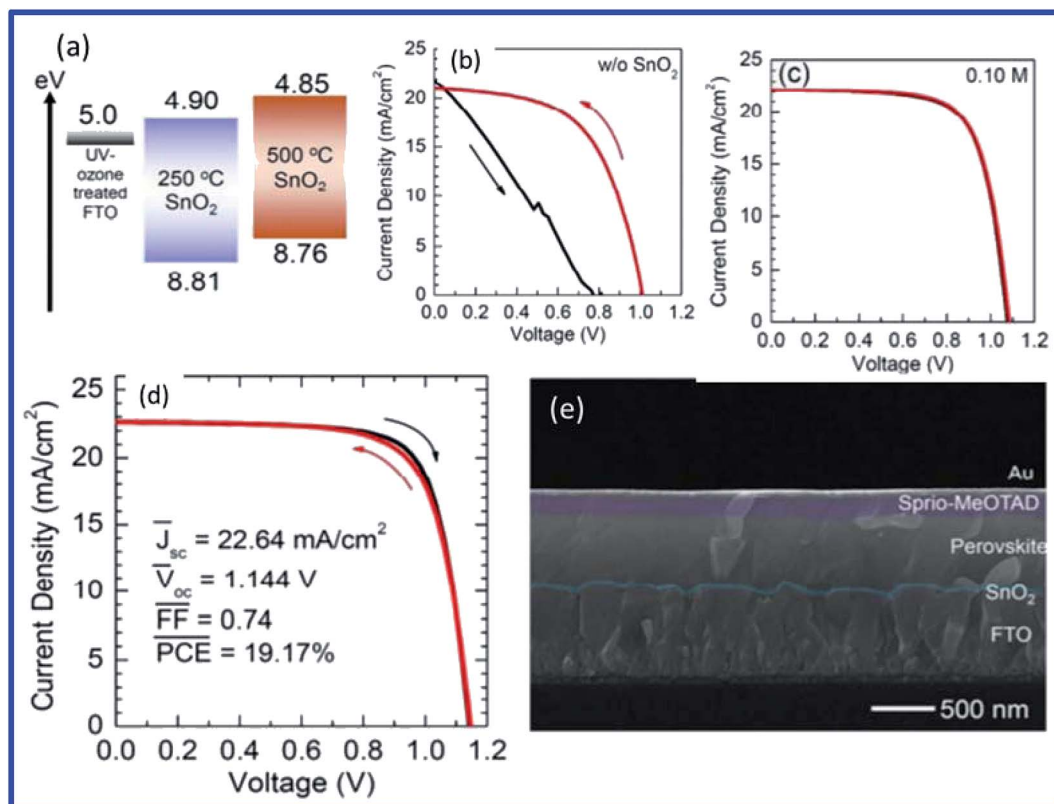 (a)
eV
5.0
UV-
ozone
treated
FTO
4.90
250 °C
SnO₂
8.81
4.85
500 °C
SnO₂
8.76
(b)
w/o SnO₂
25
20
15
10
5
0
0.0 0.2 0.4 0.6 0.8 1.0 1.2
Current Density (mA/cm²)
Voltage (V)
(c)
0.10 M
25
20
15
10
5
0
0.0 0.2 0.4 0.6 0.8 1.0 1.2
Current Density (mA/cm²)
Voltage (V)
(d)
25
20
15
10
5
0
0.0 0.2 0.4 0.6 0.8 1.0 1.2
Current Density (mA/cm²)
Voltage (V)
J̅sc = 22.64 mA/cm²
V̅oc = 1.144 V
F̅F̅ = 0.74
P̅C̅E̅ = 19.17%
(e)
Au
Sprio-MeOTAD
Perovskite
SnO₂
FTO
500 nm